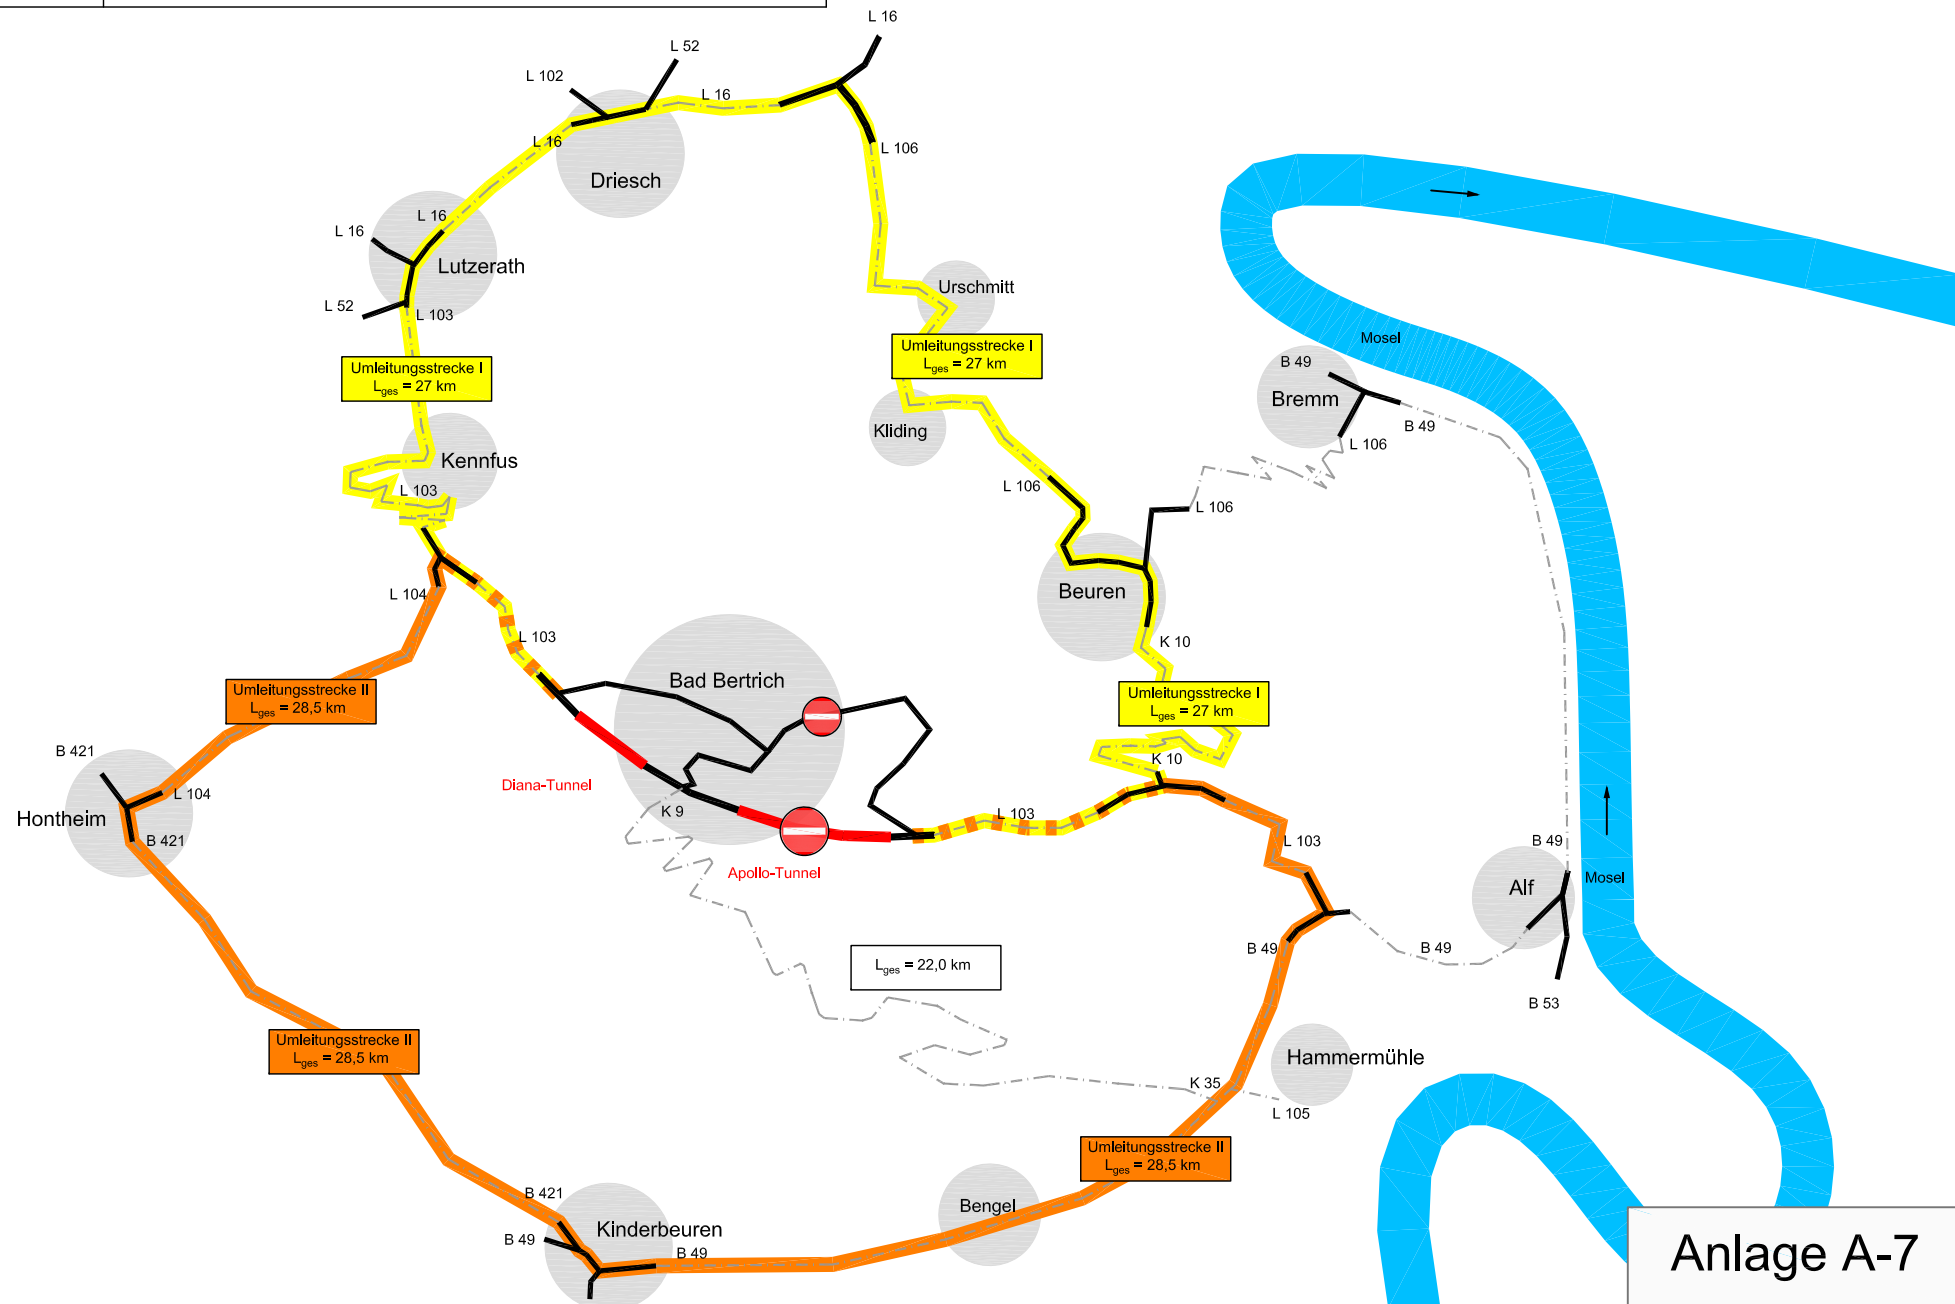 L 16
L 52
L 102
L 16
L 16
L 106
Driesch
L 16
L 16
Lutzerath
L 52
L 103
Urschmitt
Mosel
Umleitungsstrecke I
Lges = 27 km
Umleitungsstrecke I
Lges = 27 km
B 49
Bremm
B 49
L 106
Kliding
Kennfus
L 103
L 106
L 106
L 104
Beuren
L 103
K 10
Bad Bertrich
Umleitungsstrecke II
Lges = 28,5 km
Umleitungsstrecke I
Lges = 27 km
B 421
K 10
Diana-Tunnel
L 104
Hontheim
K 9
L 103
B 421
L 103
B 49
Apollo-Tunnel
Alf
Mosel
B 49
B 49
Lges = 22,0 km
B 53
Umleitungsstrecke II
Lges = 28,5 km
Hammermühle
K 35
L 105
Umleitungsstrecke II
Lges = 28,5 km
B 421
Bengel
Kinderbeuren
B 49
B 49
Anlage A-7